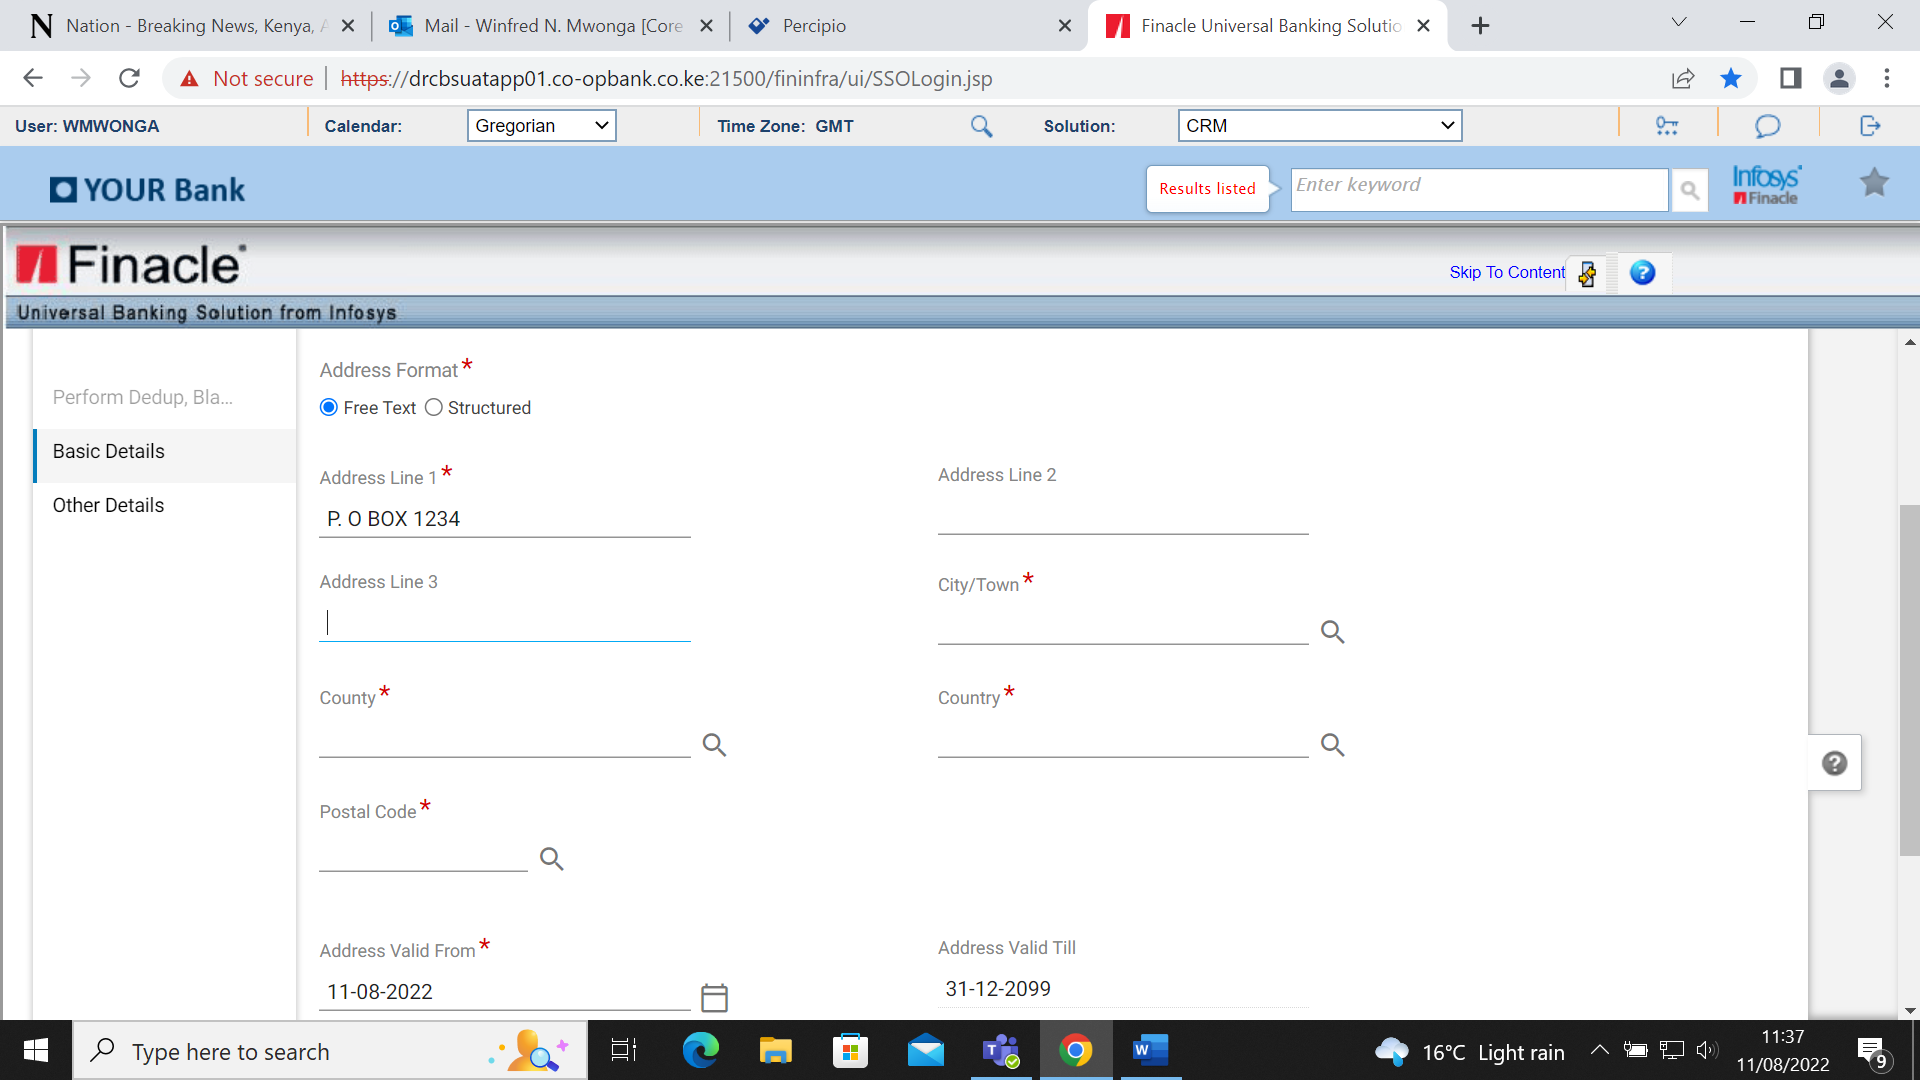 Nation - Breaking News, Kenya, A
Mail - Winfred N. Mwonga [Core
Percipio
Finacle Universal Banking Solutio
Not secure
https://drcbsuatapp01.co-opbank.co.ke:21500/fininfra/ui/SSOLogin.jsp
User: WMWONGA
Calendar:
Gregorian
Time Zone: GMT
Solution:
CRM
YOUR Bank
Results listed
Enter keyword
Infosys
Finacle
Finacle
Skip To Content
Universal Banking Solution from Infosys
Perform Dedup, Bla...
Basic Details
Other Details
Address Format*
Free Text
Structured
Address Line 1*
P. O BOX 1234
Address Line 2
Address Line 3
City/Town*
County*
Country*
Postal Code*
Address Valid From*
11-08-2022
Address Valid Till
31-12-2099
Type here to search
16°C Light rain
11:37
11/08/2022
9